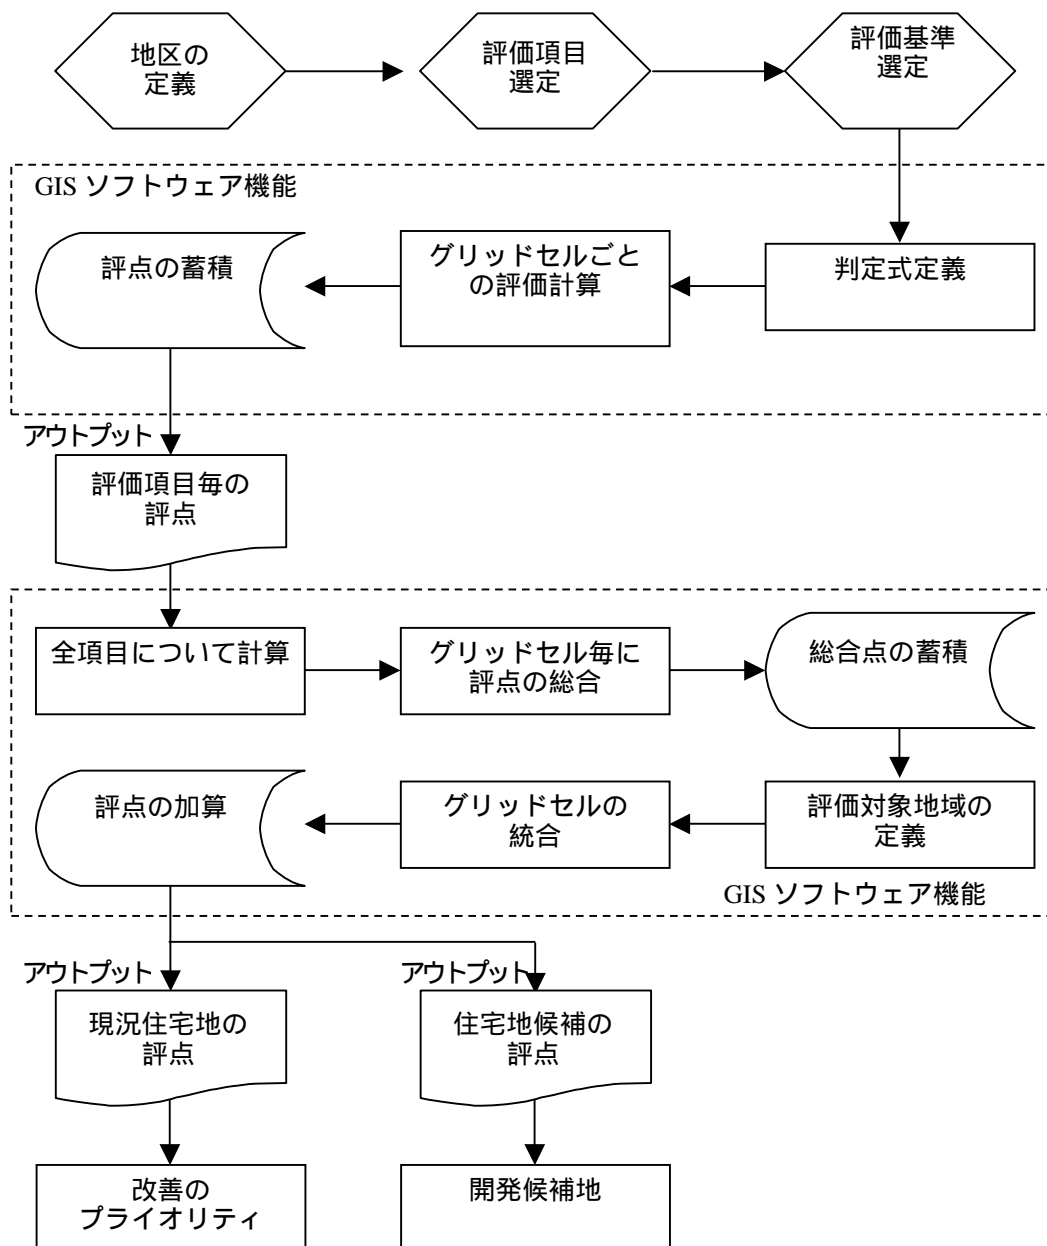 地区の
定義
評価項目
選定
評価基準
選定
GIS ソフトウェア機能
評点の蓄積
グリッドセルごと
の評価計算
判定式定義
アウトプット
評価項目毎の
評点
全項目について計算
グリッドセル毎に
評点の総合
総合点の蓄積
評点の加算
グリッドセルの
統合
評価対象地域の
定義
GIS ソフトウェア機能
アウトプット
アウトプット
現況住宅地の
評点
住宅地候補の
評点
改善の
プライオリティ
開発候補地